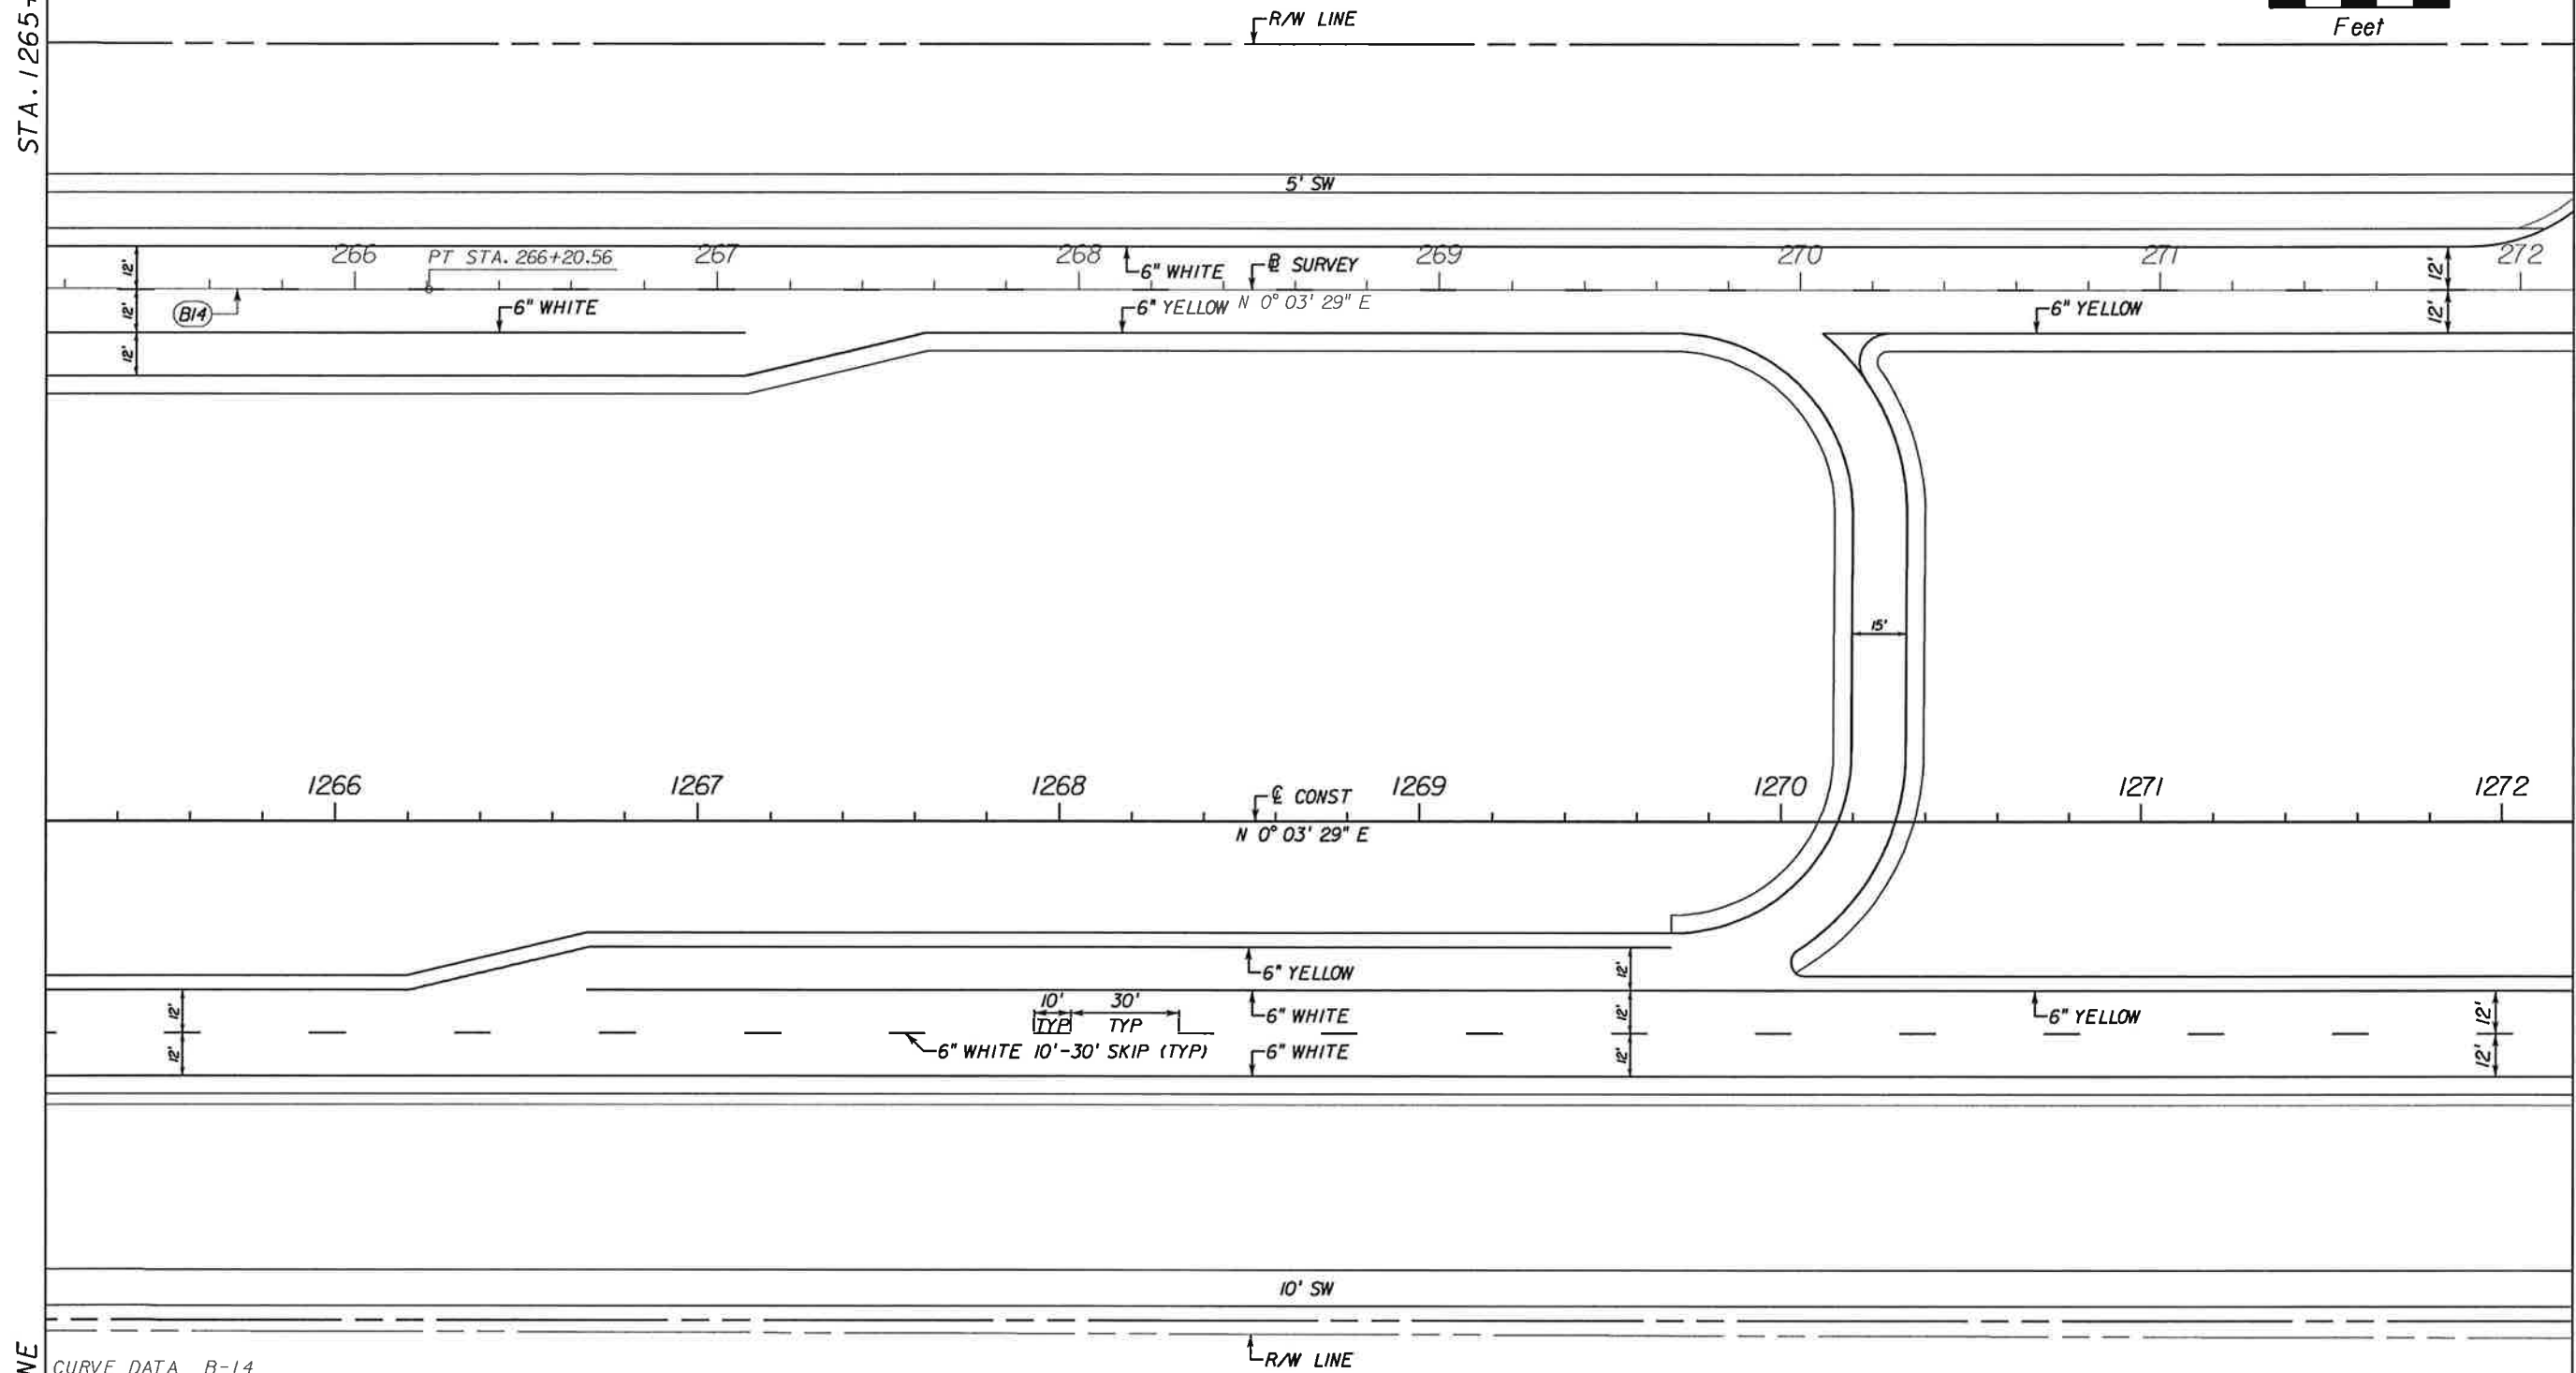 STA. 1265+
R/W LINE
Feet
5' SW
266
PT STA. 266+20.56
267
268
6" WHITE
℄ SURVEY
269
270
271
272
12'
12'
12'
B14
6" WHITE
6" YELLOW
N 0° 03' 29" E
6" YELLOW
12'
12'
15'
1266
1267
1268
℄ CONST
1269
1270
1271
1272
N 0° 03' 29" E
6" YELLOW
12'
12'
10'
30'
TYP
TYP
6" WHITE
12'
6" YELLOW
12'
12'
6" WHITE 10'-30' SKIP (TYP)
6" WHITE
12'
12'
10' SW
NE
CURVE DATA B-14
R/W LINE